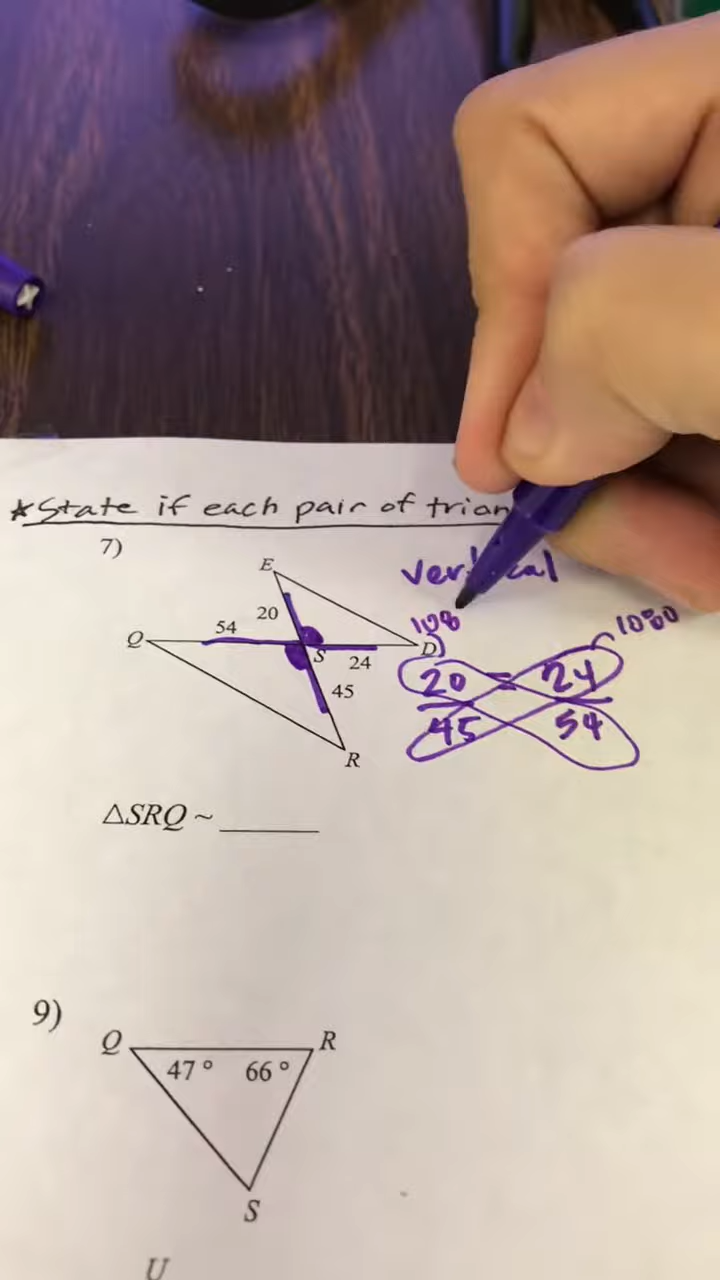 *State if each pair of trian
7)
E
20
54
Q
S
D
24
45
R
vertical
108
1080
20 = 24
45 54
△SRQ ~ ______
9)
Q
R
47°
66°
S
U